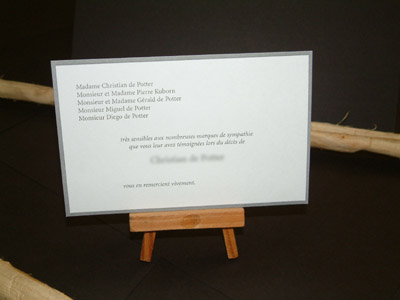 Madame Christian de Potter
Monsieur et Madame Pierre Kuborn
Monsieur et Madame Gérald de Potter
Monsieur Miguel de Potter
Monsieur Diego de Potter
très sensibles aux nombreuses marques de sympathie
que vous leur avez témoignées lors du décès de
Christian de Potter
vous en remercient vivement.